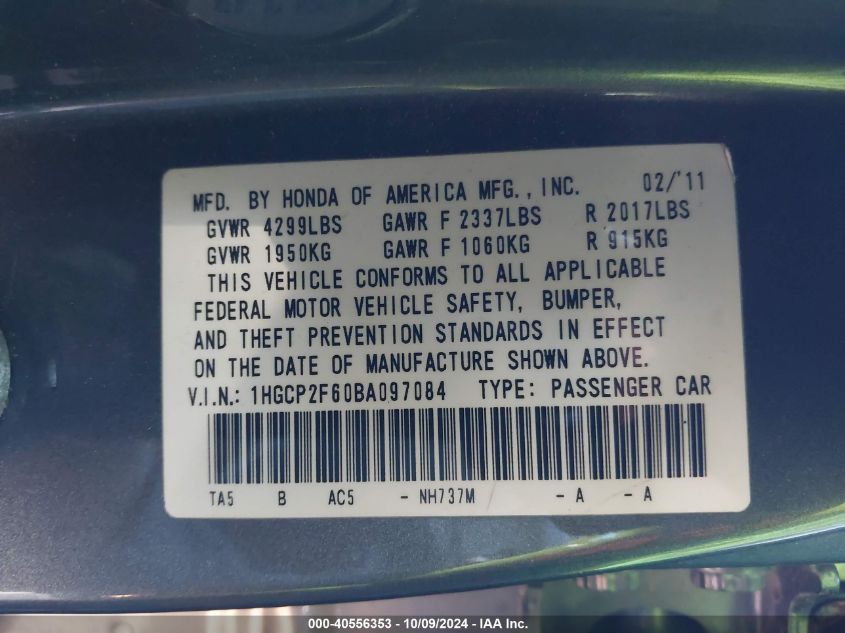 MFD. BY HONDA OF AMERICA MFG., INC. 02/'11
GVWR 4299LBS GAWR F 2337LBS R 2017LBS
GVWR 1950KG GAWR F 1060KG R 915KG
THIS VEHICLE CONFORMS TO ALL APPLICABLE
FEDERAL MOTOR VEHICLE SAFETY, BUMPER,
AND THEFT PREVENTION STANDARDS IN EFFECT
ON THE DATE OF MANUFACTURE SHOWN ABOVE.
V.I.N.: 1HGCP2F60BA097084 TYPE: PASSENGER CAR
TA5 B AC5 - NH737M - A - A
000-40556353 - 10/09/2024 - IAA Inc.